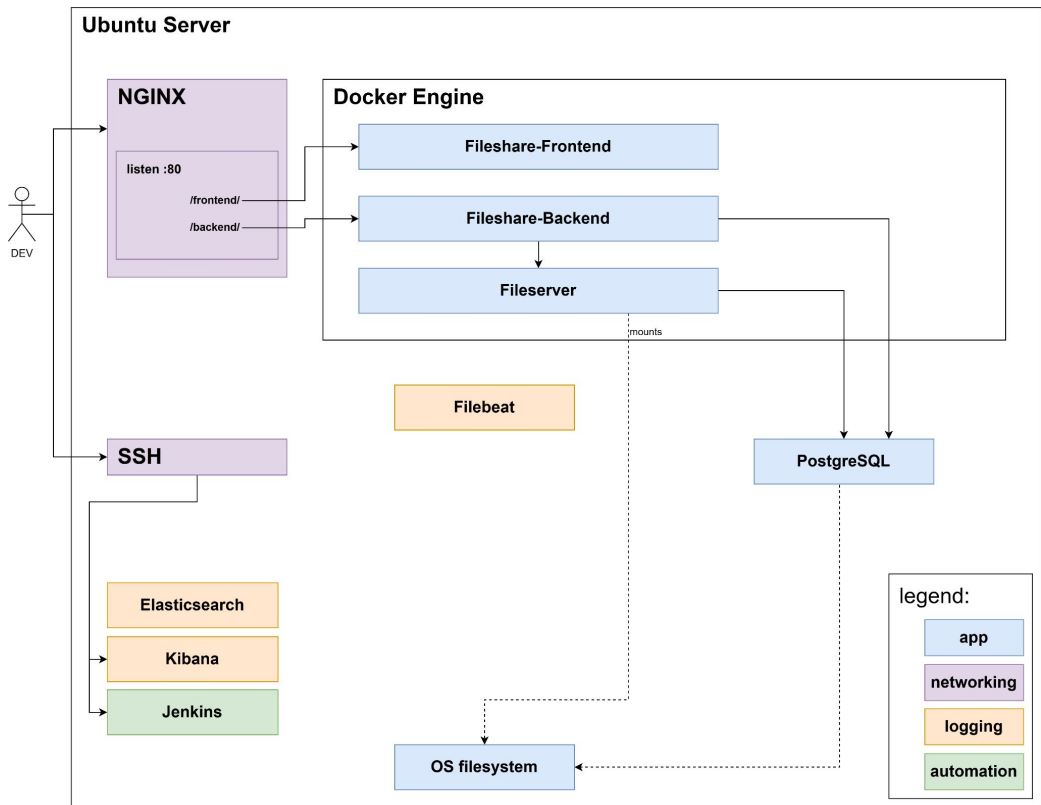 Ubuntu Server
NGINX
listen :80
/frontend/
/backend/
DEV
Docker Engine
Fileshare-Frontend
Fileshare-Backend
Fileserver
mounts
Filebeat
SSH
PostgreSQL
Elasticsearch
Kibana
Jenkins
OS filesystem
legend:
app
networking
logging
automation